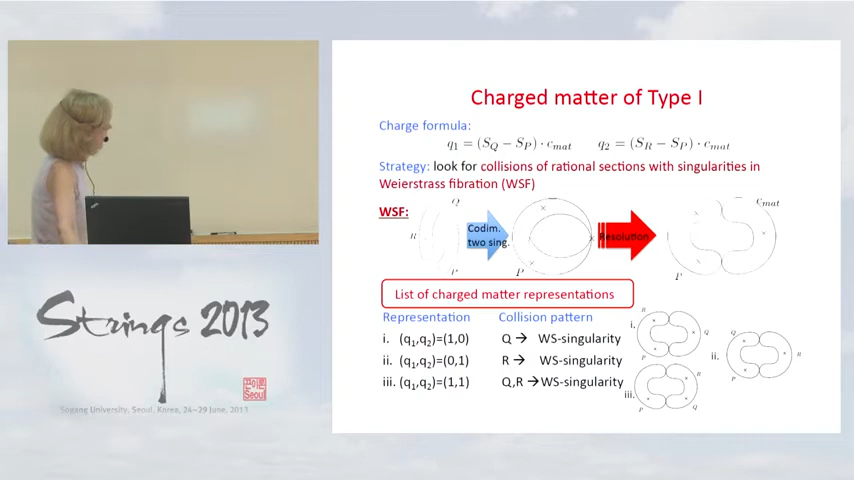 Charged matter of Type I
Charge formula:
q₁ = (S_Q − S_P) · c_mat q₂ = (S_R − S_P) · c_mat
Strategy: look for collisions of rational sections with singularities in
Weierstrass fibration (WSF)
WSF:
Q
R
P
Codim.
two sing.
P
Resolution
c_mat
P
List of charged matter representations
Representation Collision pattern
i. (q₁,q₂)=(1,0) Q → WS-singularity
ii. (q₁,q₂)=(0,1) R → WS-singularity
iii. (q₁,q₂)=(1,1) Q,R →WS-singularity
i.
R
Q
P
ii.
Q
R
P
iii.
R
P
Q
Strings 2013
Seoul
Sogang University, Seoul, Korea, 24-29 June, 2013